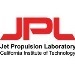 JPL
Jet Propulsion Laboratory
California Institute of Technology